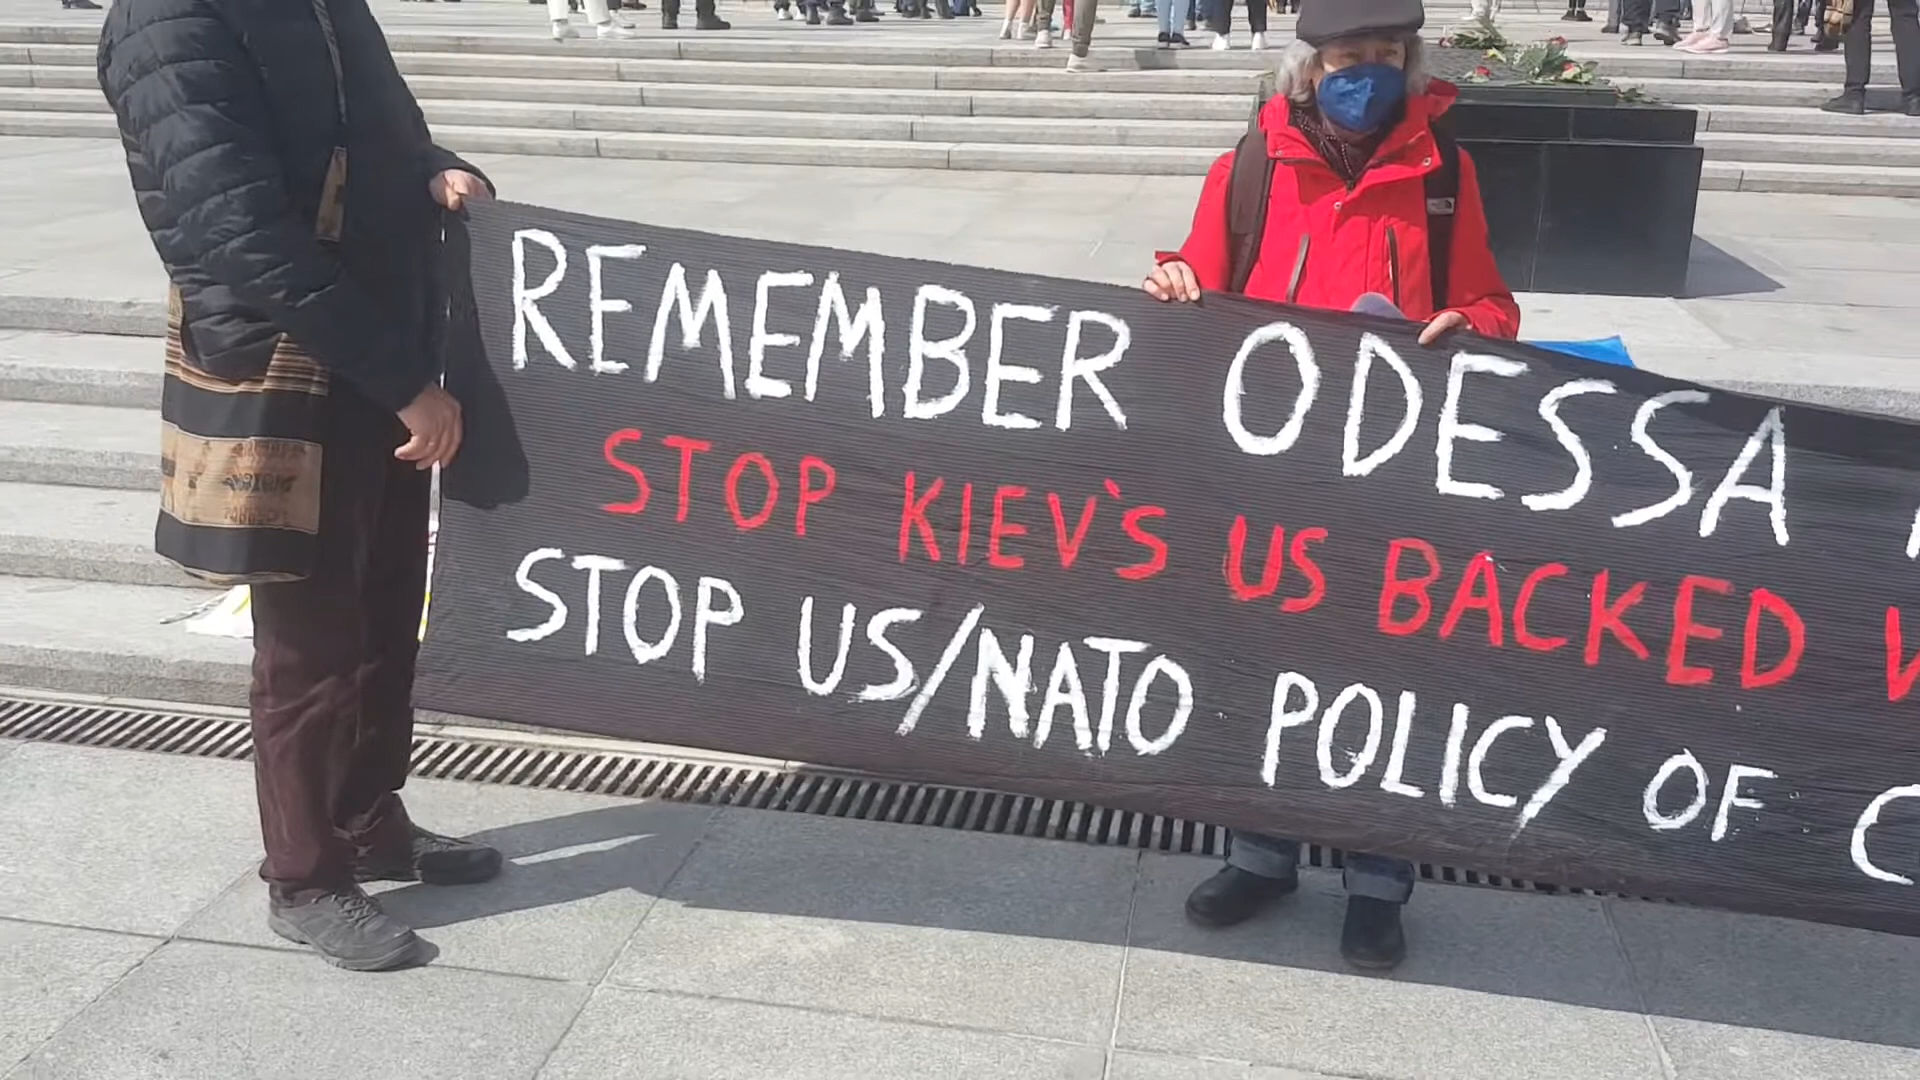 REMEMBER ODESSA
STOP KIEV'S US BACKED
STOP US/NATO POLICY OF